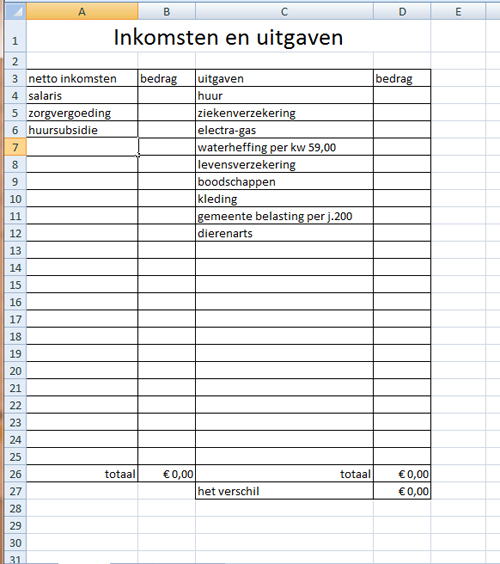 A B C D E
1 Inkomsten en uitgaven
2
3 netto inkomsten bedrag uitgaven bedrag
4 salaris huur
5 zorgvergoeding ziekenverzekering
6 huursubsidie electra-gas
7 waterheffing per kw 59,00
8 levensverzekering
9 boodschappen
10 kleding
11 gemeente belasting per j.200
12 dierenarts
13
14
15
16
17
18
19
20
21
22
23
24
25
26 totaal € 0,00 totaal € 0,00
27 het verschil € 0,00
28
29
30
31